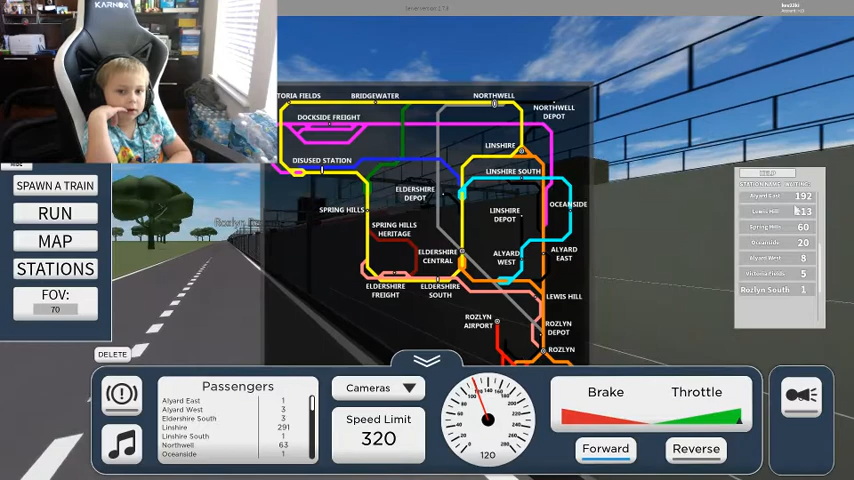 KARNOX
TORIA FIELDS
BRIDGEWATER
NORTHWELL
NORTHWELL
DEPOT
DOCKSIDE FREIGHT
LINSHIRE
DISUSED STATION
LINSHIRE SOUTH
ELDERSHIRE
DEPOT
OCEANSIDE
SPRING HILLS
LINSHIRE
DEPOT
SPRING HILLS
HERITAGE
ELDERSHIRE
CENTRAL
ALYARD
WEST
ALYARD
EAST
ELDERSHIRE
FREIGHT
ELDERSHIRE
SOUTH
LEWIS HILL
ROZLYN
AIRPORT
ROZLYN
DEPOT
ROZLYN
SPAWN A TRAIN
RUN
MAP
STATIONS
FOV:
70
DELETE
HELP
STATION NAME WAITING
Alyard East 192
Lewis Hill 113
Spring Hills 60
Oceanside 20
Alyard West 8
Victoria Fields 5
Rozlyn South 1
Passengers
Alyard East 1
Alyard West 3
Eldershire South 3
Linshire 291
Linshire South 1
Northwell 63
Oceanside 1
Cameras
Speed Limit
320
120
Brake Throttle
Forward Reverse